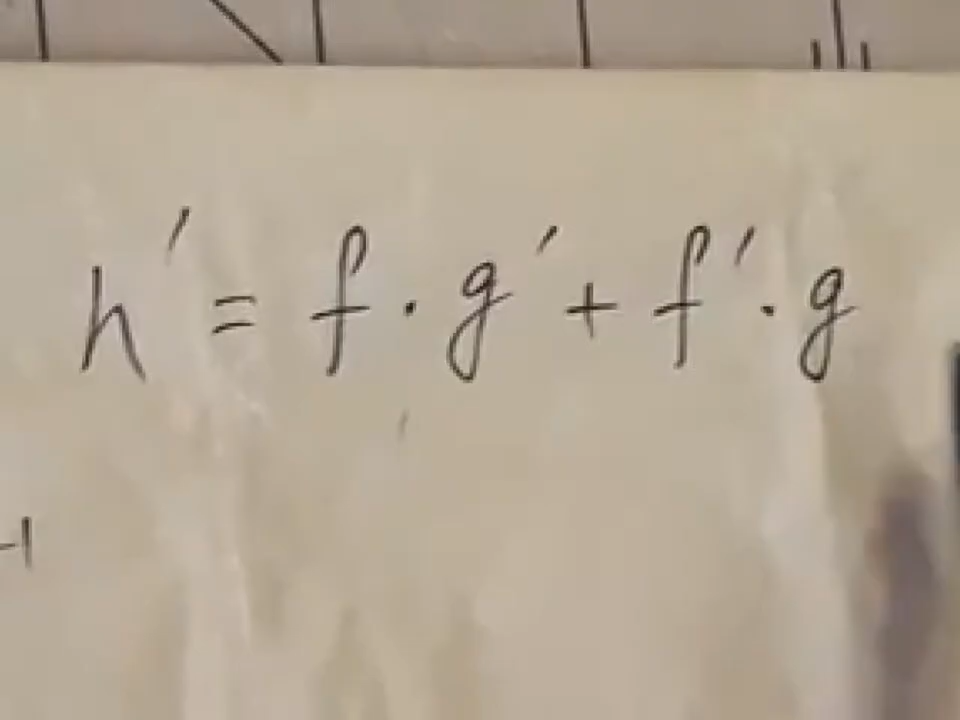 h' = f · g' + f' · g